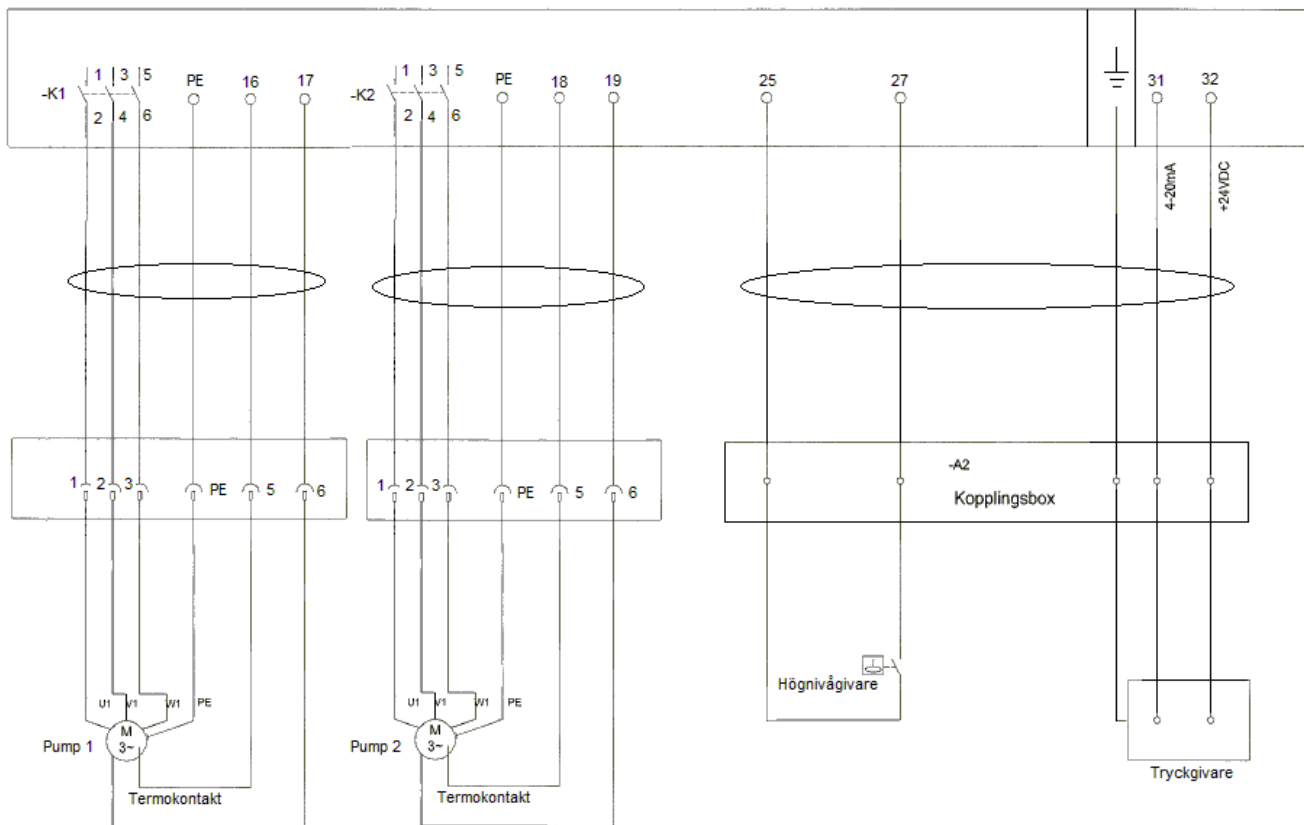 1 3 5 PE 16 17
-K1
2 4 6
1 3 5 PE 18 19
-K2
2 4 6
25 27
31 32
4-20mA
+24VDC
1 2 3 PE 5 6
1 2 3 PE 5 6
-A2
Kopplingsbox
U1 V1 W1 PE
M
3~
Pump 1
Termokontakt
U1 V1 W1 PE
M
3~
Pump 2
Termokontakt
Högnivågivare
Tryckgivare